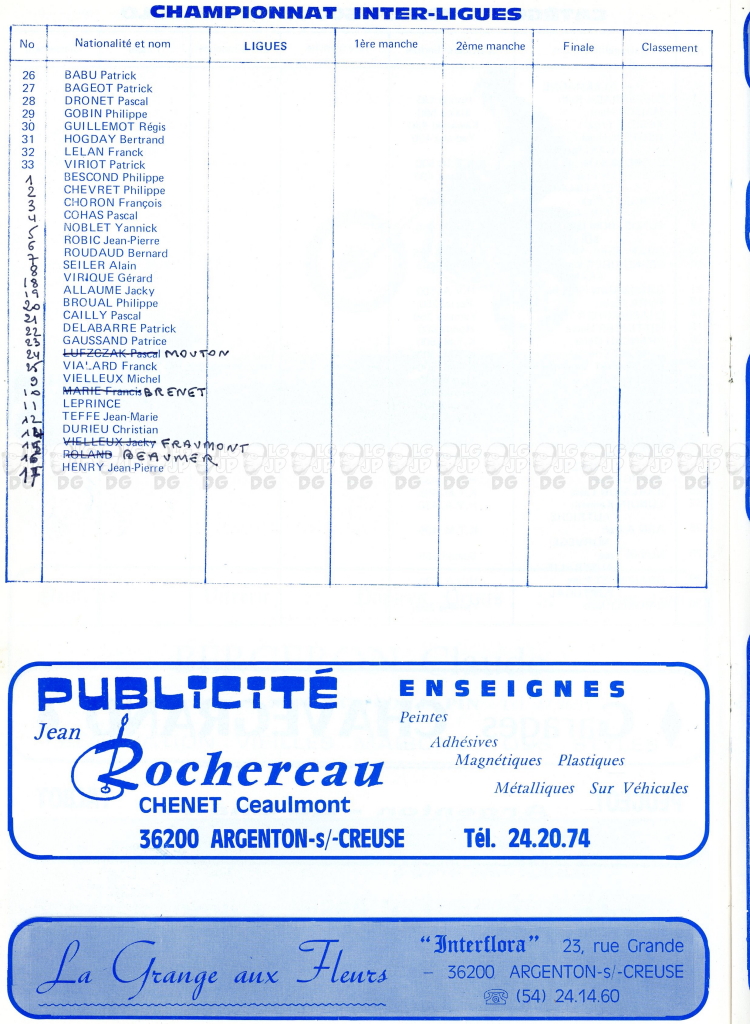 CHAMPIONNAT INTER-LIGUES
No Nationalité et nom LIGUES 1ère manche 2ème manche Finale Classement
26 BABU Patrick
27 BAGEOT Patrick
28 DRONET Pascal
29 GOBIN Philippe
30 GUILLEMOT Régis
31 HOGDAY Bertrand
32 LELAN Franck
33 VIRIOT Patrick
1 BESCOND Philippe
2 CHEVRET Philippe
3 CHORON François
4 COHAS Pascal
5 NOBLET Yannick
6 ROBIC Jean-Pierre
7 ROUDAUD Bernard
8 SEILER Alain
18 VIRIQUE Gérard
19 ALLAUME Jacky
20 BROUAL Philippe
21 CAILLY Pascal
22 DELABARRE Patrick
23 GAUSSAND Patrice
24 LUFZCZAK Pascal MOUTON
25 VIALARD Franck
9 VIELLEUX Michel
10 MARIE Francis BRENET
11 LEPRINCE
12 TEFFE Jean-Marie
DURIEU Christian
15 VIELLEUX Jacky FRAUMONT
16 ROLAND BEAUMER
17 HENRY Jean-Pierre
LG JP DG
PUBLICITÉ
Jean
Rochereau
CHENET Ceaulmont
36200 ARGENTON-s/-CREUSE Tél. 24.20.74
ENSEIGNES
Peintes
Adhésives
Magnétiques Plastiques
Métalliques Sur Véhicules
La Grange aux Fleurs
"Interflora" 23, rue Grande
– 36200 ARGENTON-s/-CREUSE
(54) 24.14.60